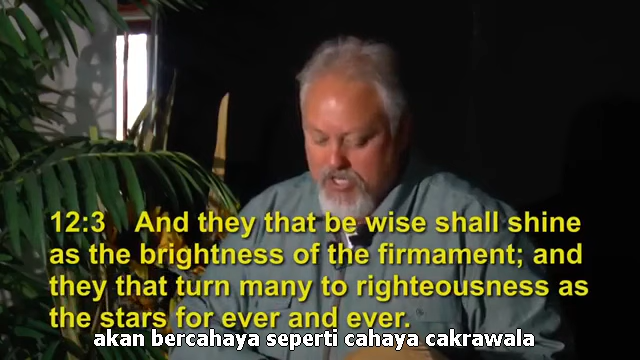 12:3 And they that be wise shall shine
as the brightness of the firmament; and
they that turn many to righteousness as
the stars for ever and ever.
akan bercahaya seperti cahaya cakrawala